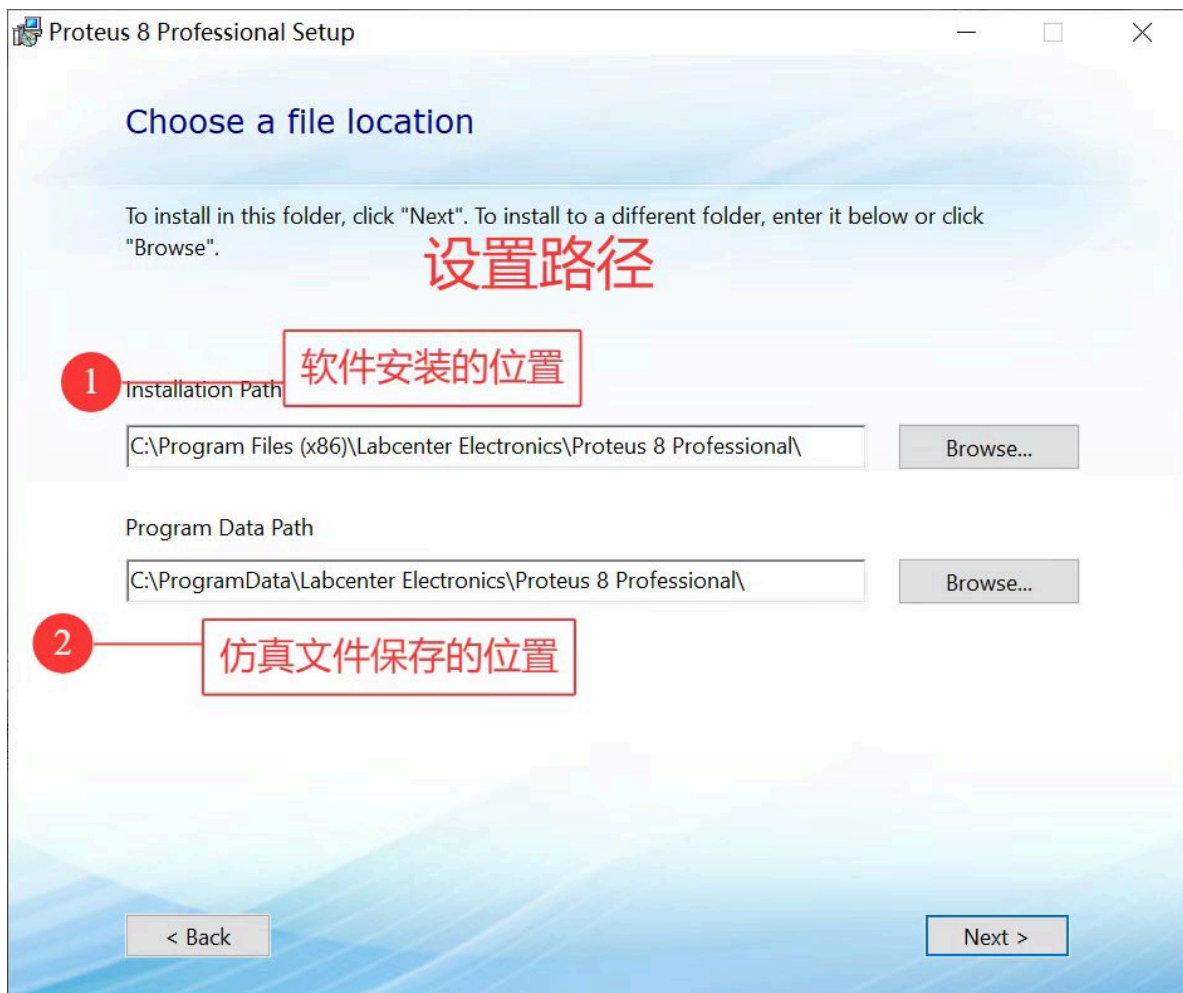 Proteus 8 Professional Setup
Choose a file location
To install in this folder, click "Next". To install to a different folder, enter it below or click
"Browse".
设置路径
1
软件安装的位置
Installation Path
C:\Program Files (x86)\Labcenter Electronics\Proteus 8 Professional\
Browse...
Program Data Path
C:\ProgramData\Labcenter Electronics\Proteus 8 Professional\
Browse...
2
仿真文件保存的位置
< Back
Next >